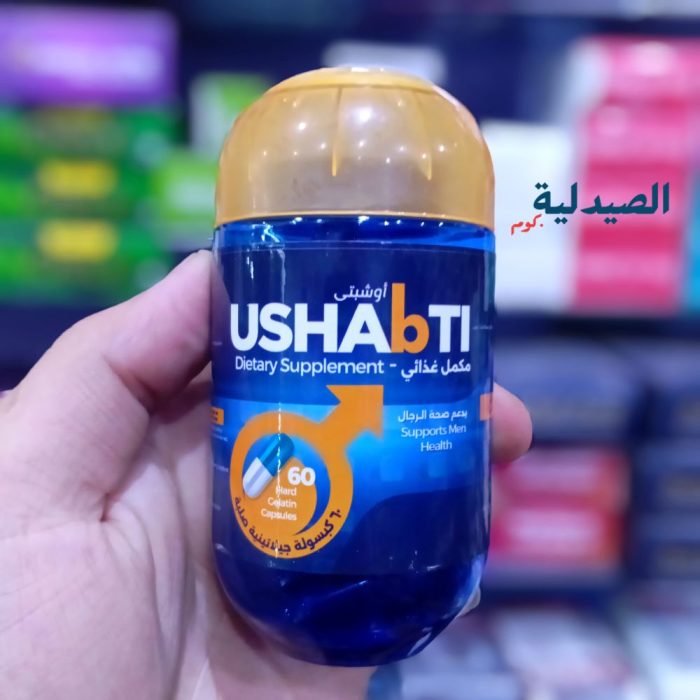 الصيدلية
.كوم
أوشبتى
USHAbTI
Dietary Supplement - مكمل غذائي
يدعم صحة الرجال
Supports Men
Health
60
Hard
Gelatin
Capsules
٦٠ كبسولة جيلاتينية صلبة